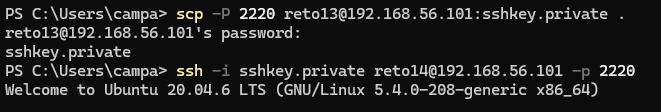 PS C:\Users\campa> scp -P 2220 reto13@192.168.56.101:sshkey.private .
reto13@192.168.56.101's password:
sshkey.private
PS C:\Users\campa> ssh -i sshkey.private reto14@192.168.56.101 -p 2220
Welcome to Ubuntu 20.04.6 LTS (GNU/Linux 5.4.0-208-generic x86_64)